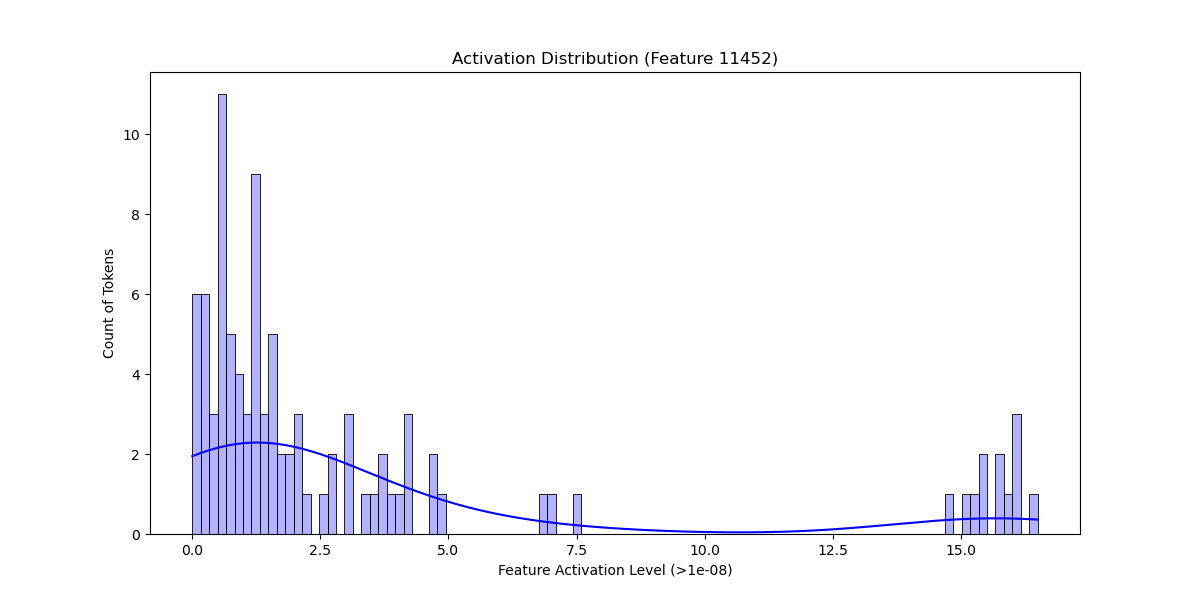 Activation Distribution (Feature 11452)
Count of Tokens
10
8
6
4
2
0
0.0 2.5 5.0 7.5 10.0 12.5 15.0
Feature Activation Level (>1e-08)